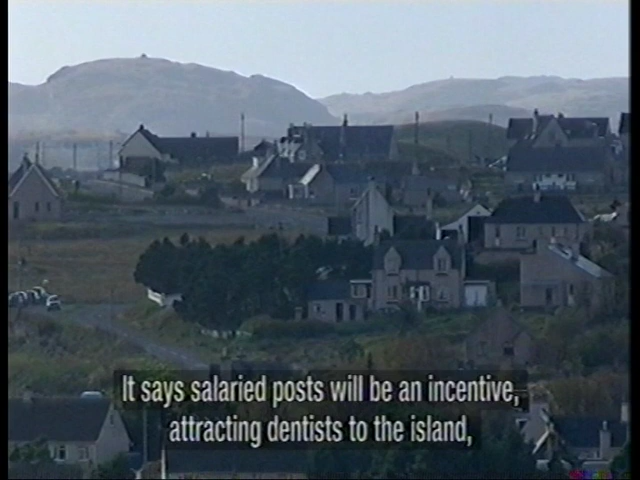 It says salaried posts will be an incentive,
attracting dentists to the island,